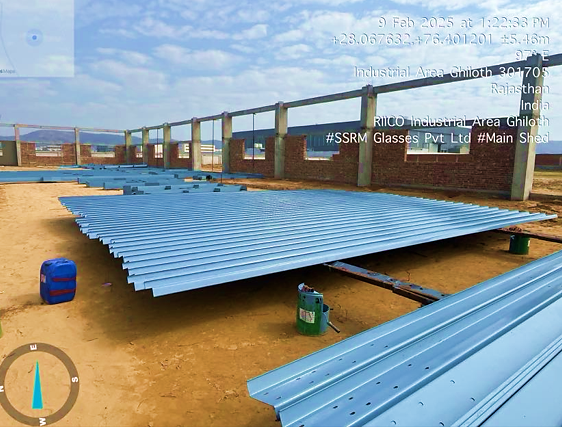 9 Feb 2025 at 1:22:33 PM
+28.067632,+76.401201 ±5.46m
97° E
Industrial Area Ghiloth 301705
Rajasthan
India
RIICO Industrial Area Ghiloth
#SSRM Glasses Pvt Ltd #Main Shed
E
S
W